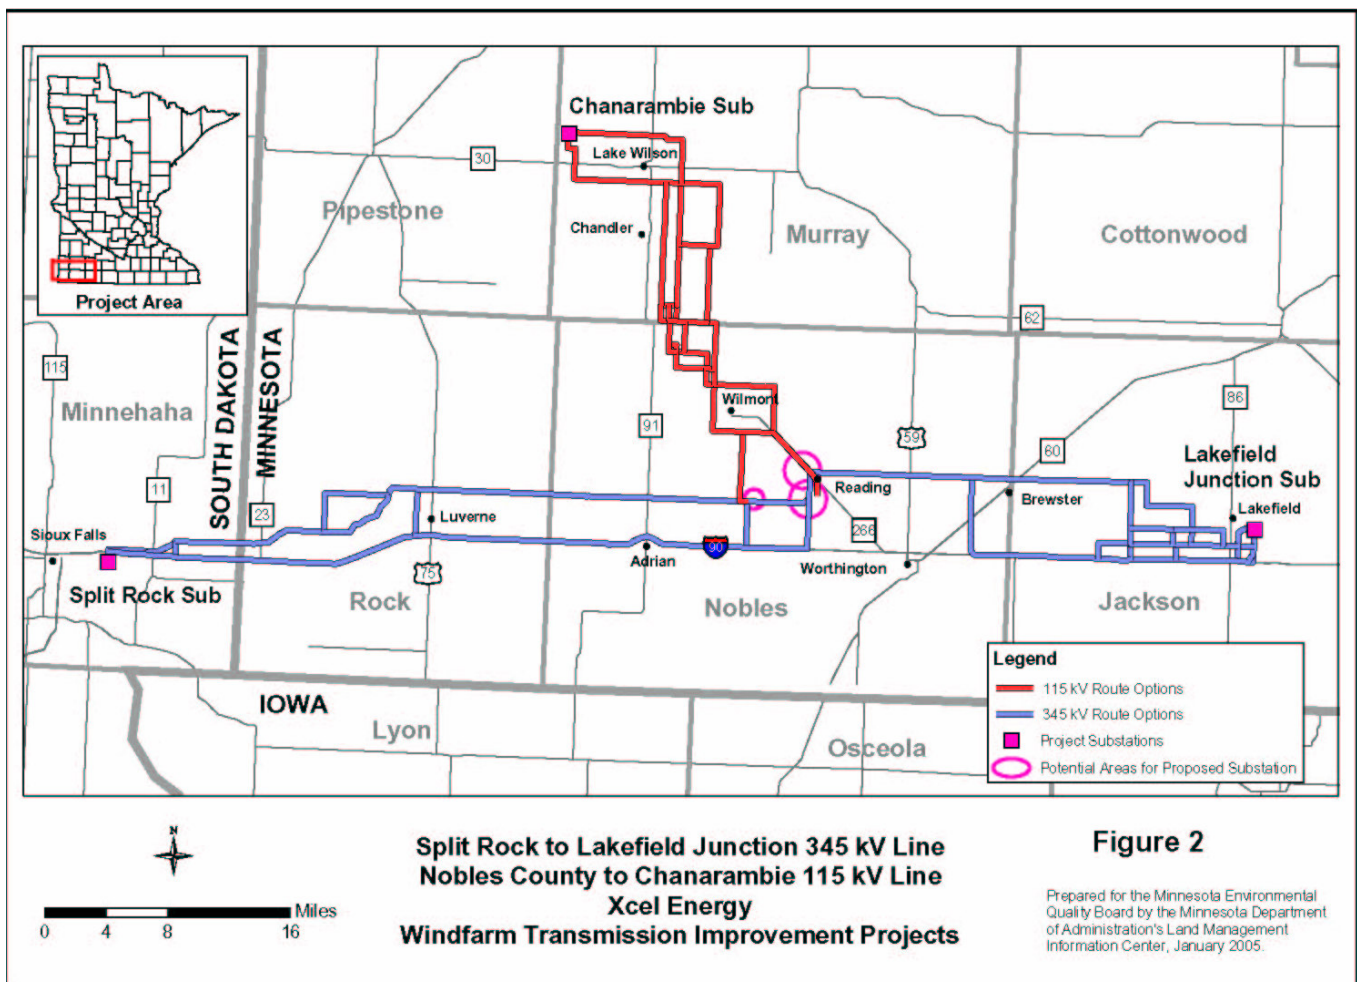 Chanarambie Sub
30
Lake Wilson
Pipestone
Chandler
Murray
Cottonwood
Project Area
62
115
SOUTH DAKOTA
MINNESOTA
Minnehaha
Wilmont
86
91
59
60
Lakefield
Junction Sub
11
23
Reading
Brewster
Lakefield
Luverne
Sioux Falls
266
90
Adrian
Worthington
75
Split Rock Sub
Rock
Nobles
Jackson
Legend
115 kV Route Options
345 kV Route Options
Project Substations
Potential Areas for Proposed Substation
IOWA
Lyon
Osceola
N
Miles
0 4 8 16
Split Rock to Lakefield Junction 345 kV Line
Nobles County to Chanarambie 115 kV Line
Xcel Energy
Windfarm Transmission Improvement Projects
Figure 2
Prepared for the Minnesota Environmental
Quality Board by the Minnesota Department
of Administration's Land Management
Information Center, January 2005.